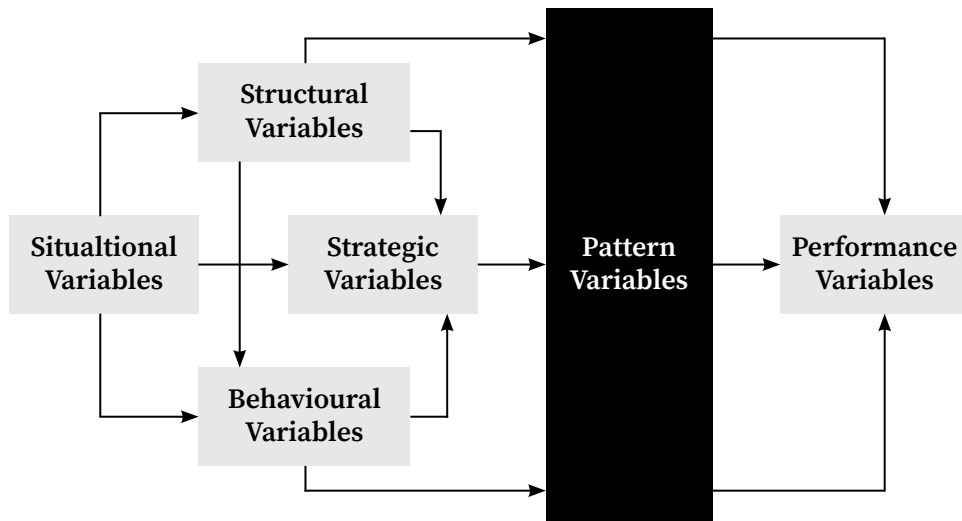 Structural
Variables
Situaltional
Variables
Strategic
Variables
Pattern
Variables
Performance
Variables
Behavioural
Variables